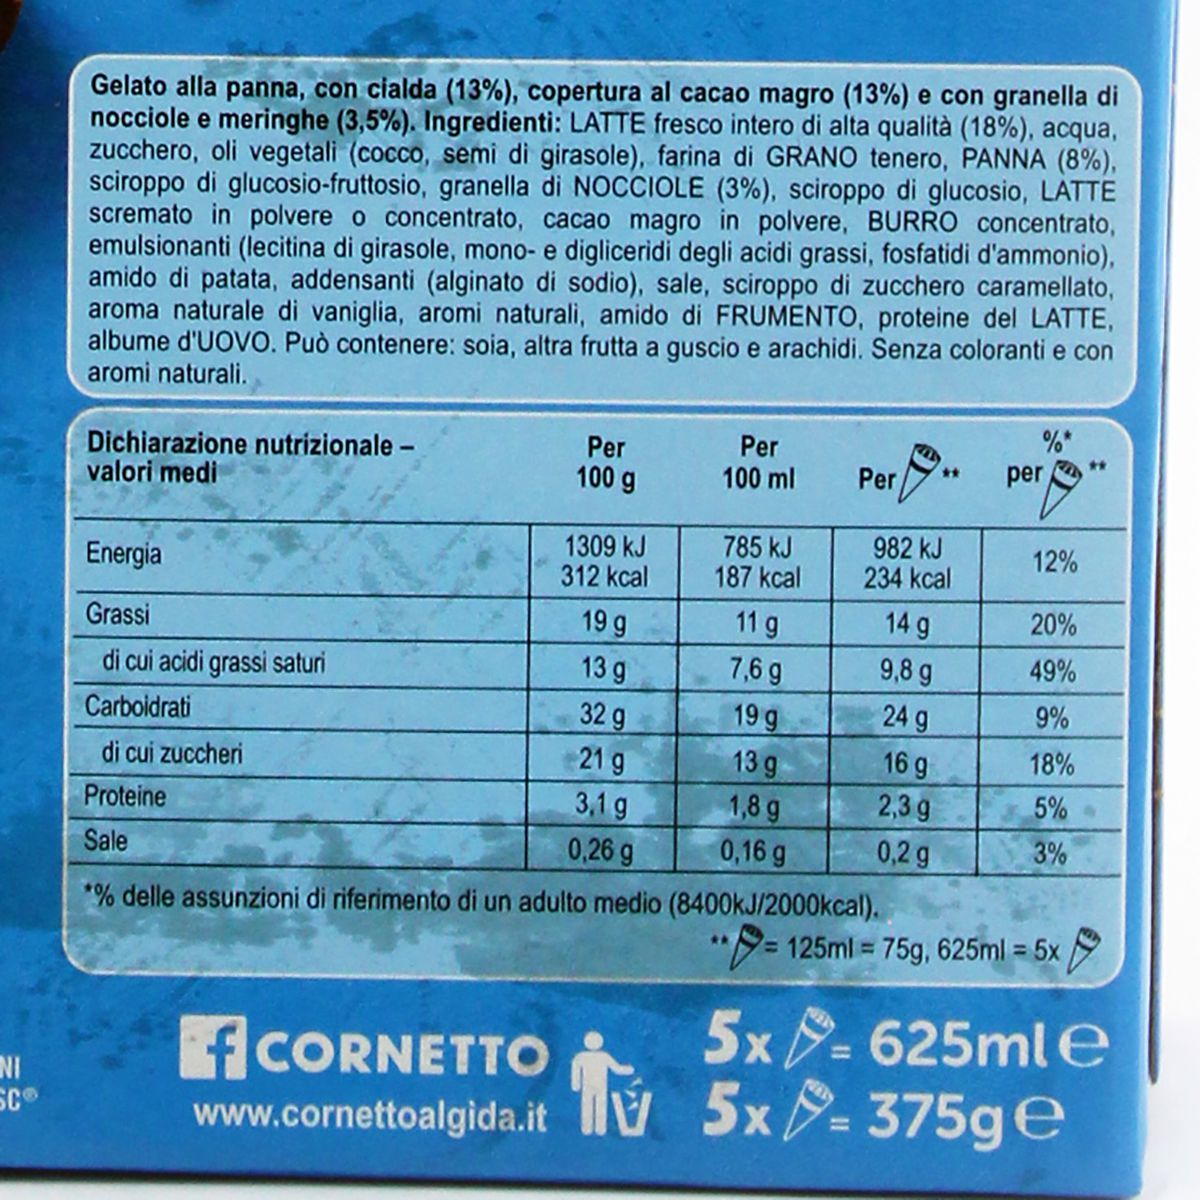 Gelato alla panna, con cialda (13%), copertura al cacao magro (13%) e con granella di
nocciole e meringhe (3,5%). Ingredienti: LATTE fresco intero di alta qualità (18%), acqua,
zucchero, oli vegetali (cocco, semi di girasole), farina di GRANO tenero, PANNA (8%),
sciroppo di glucosio-fruttosio, granella di NOCCIOLE (3%), sciroppo di glucosio, LATTE
scremato in polvere o concentrato, cacao magro in polvere, BURRO concentrato,
emulsionanti (lecitina di girasole, mono- e digliceridi degli acidi grassi, fosfatidi d'ammonio),
amido di patata, addensanti (alginato di sodio), sale, sciroppo di zucchero caramellato,
aroma naturale di vaniglia, aromi naturali, amido di FRUMENTO, proteine del LATTE,
albume d'UOVO. Può contenere: soia, altra frutta a guscio e arachidi. Senza coloranti e con
aromi naturali.
Dichiarazione nutrizionale – Per Per %*
valori medi 100 g 100 ml Per ** per **
Energia 1309 kJ 785 kJ 982 kJ 12%
312 kcal 187 kcal 234 kcal
Grassi 19 g 11 g 14 g 20%
di cui acidi grassi saturi 13 g 7,6 g 9,8 g 49%
Carboidrati 32 g 19 g 24 g 9%
di cui zuccheri 21 g 13 g 16 g 18%
Proteine 3,1 g 1,8 g 2,3 g 5%
Sale 0,26 g 0,16 g 0,2 g 3%
*% delle assunzioni di riferimento di un adulto medio (8400kJ/2000kcal).
** = 125ml = 75g, 625ml = 5x
f CORNETTO
www.cornettoalgida.it
5x = 625ml e
5x = 375g e
NI
SC®